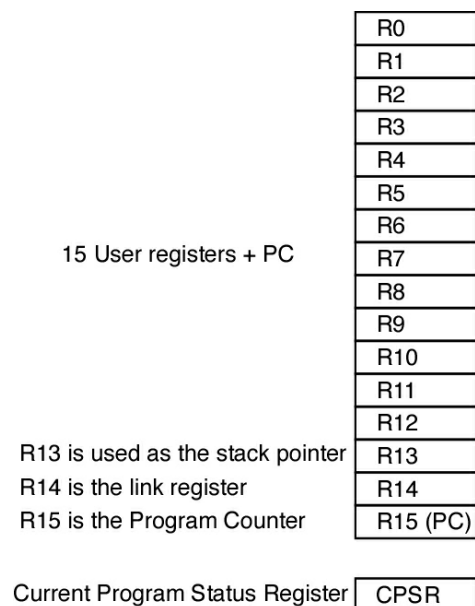 R0
R1
R2
R3
R4
R5
R6
15 User registers + PC R7
R8
R9
R10
R11
R12
R13 is used as the stack pointer R13
R14 is the link register R14
R15 is the Program Counter R15 (PC)
Current Program Status Register CPSR